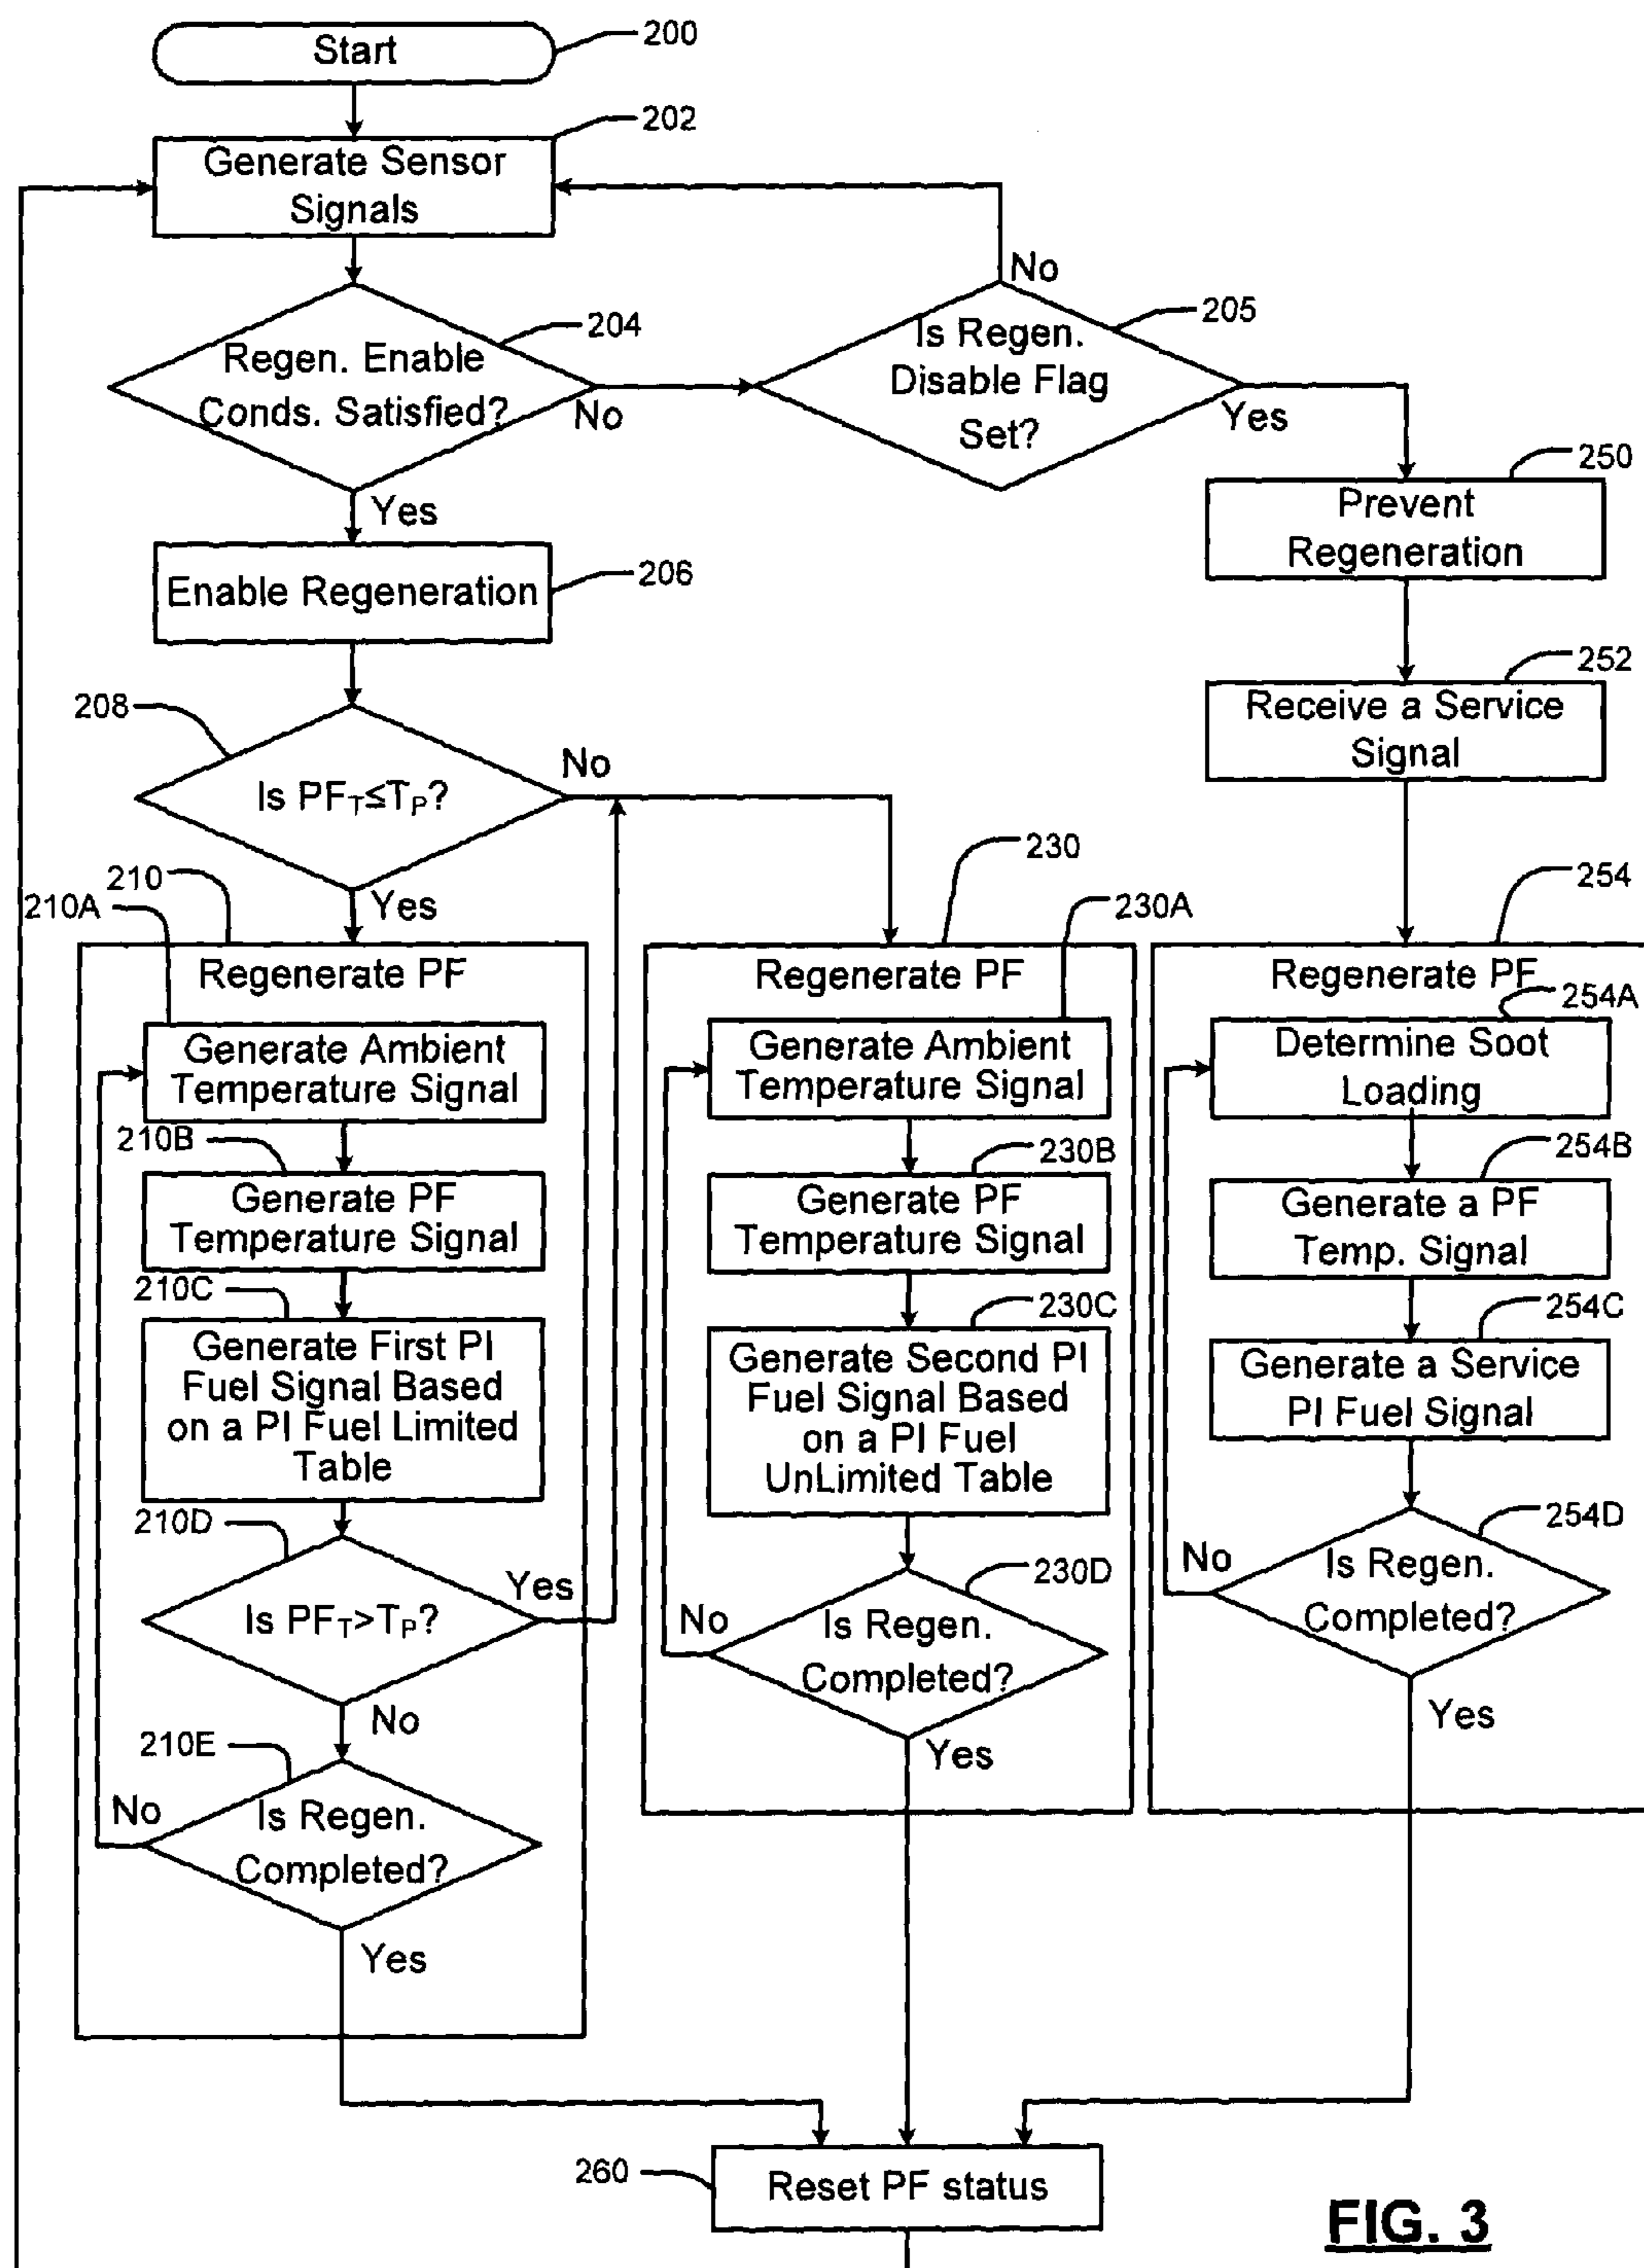 Start
200
202
Generate Sensor
Signals
No
204
205
Regen. Enable
Conds. Satisfied?
No
Is Regen.
Disable Flag
Set?
Yes
Yes
250
Prevent
Regeneration
Enable Regeneration
206
252
Receive a Service
Signal
208
Is PF_T≤T_P?
No
Yes
210
210A
230
230A
254
Regenerate PF
Generate Ambient
Temperature Signal
210B
Generate PF
Temperature Signal
210C
Generate First PI
Fuel Signal Based
on a PI Fuel Limited
Table
210D
Is PF_T>T_P?
Yes
No
210E
Is Regen.
Completed?
No
Yes
Regenerate PF
Generate Ambient
Temperature Signal
230B
Generate PF
Temperature Signal
230C
Generate Second PI
Fuel Signal Based
on a PI Fuel
UnLimited Table
230D
Is Regen.
Completed?
No
Yes
Regenerate PF
254A
Determine Soot
Loading
254B
Generate a PF
Temp. Signal
254C
Generate a Service
PI Fuel Signal
254D
Is Regen.
Completed?
No
Yes
260
Reset PF status
FIG. 3